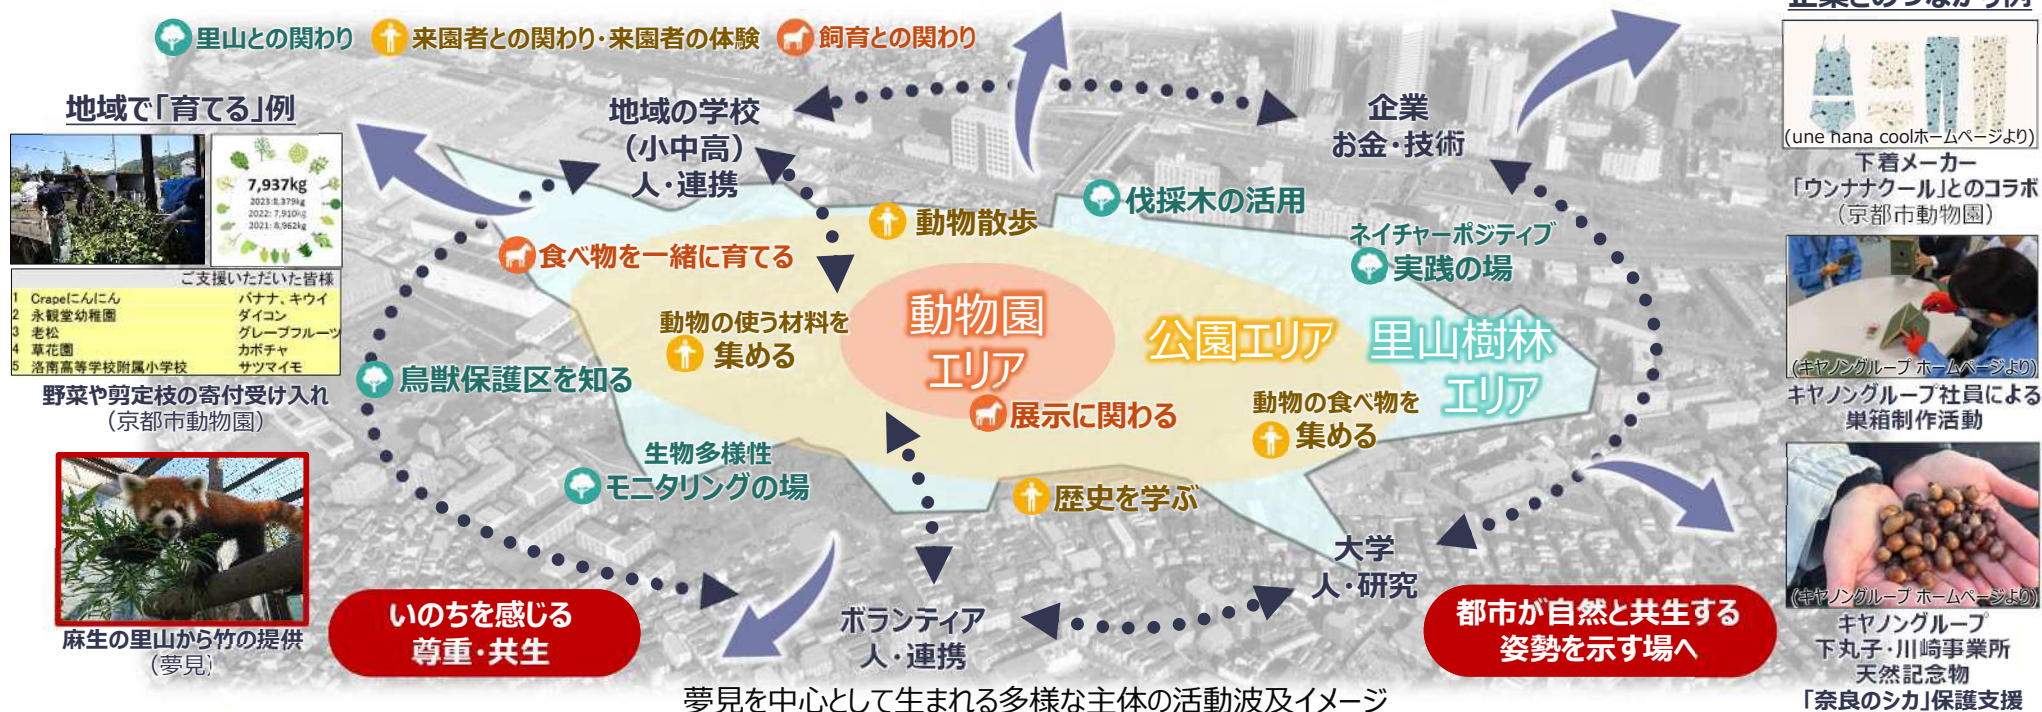 里山との関わり
来園者との関わり・来園者の体験
飼育との関わり
企業とのつながり例
地域で「育てる」例
7,937kg
2023:8,379kg
2022:7,910kg
2021:8,962kg
ご支援いただいた皆様
1 Crapeにんにん バナナ、キウイ
2 永観堂幼稚園 ダイコン
3 老松 グレープフルーツ
4 草花園 カボチャ
5 洛南高等学校附属小学校 サツマイモ
野菜や剪定枝の寄付受け入れ
(京都市動物園)
麻生の里山から竹の提供
(夢見)
地域の学校
(小中高)
人・連携
企業
お金・技術
伐採木の活用
動物散歩
食べ物を一緒に育てる
ネイチャーポジティブ
実践の場
動物園
エリア
公園エリア
里山樹林
エリア
動物の使う材料を
集める
鳥獣保護区を知る
展示に関わる
動物の食べ物を
集める
生物多様性
モニタリングの場
歴史を学ぶ
大学
人・研究
ボランティア
人・連携
いのちを感じる
尊重・共生
都市が自然と共生する
姿勢を示す場へ
夢見を中心として生まれる多様な主体の活動波及イメージ
(une nana coolホームページより)
下着メーカー
「ウンナナクール」とのコラボ
(京都市動物園)
(キヤノングループ ホームページより)
キヤノングループ社員による
巣箱制作活動
(キヤノングループ ホームページより)
キヤノングループ
下丸子・川崎事業所
天然記念物
「奈良のシカ」保護支援